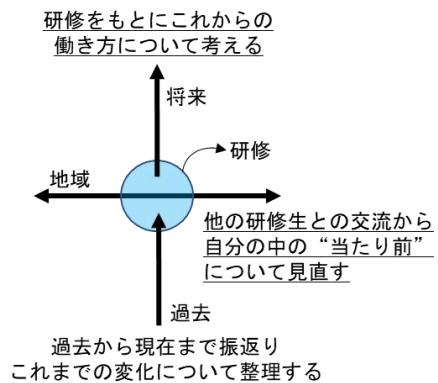 研修をもとにこれからの
働き方について考える
将来
研修
地域
他の研修生との交流から
自分の中の“当たり前”
について見直す
過去
過去から現在まで振返り
これまでの変化について整理する